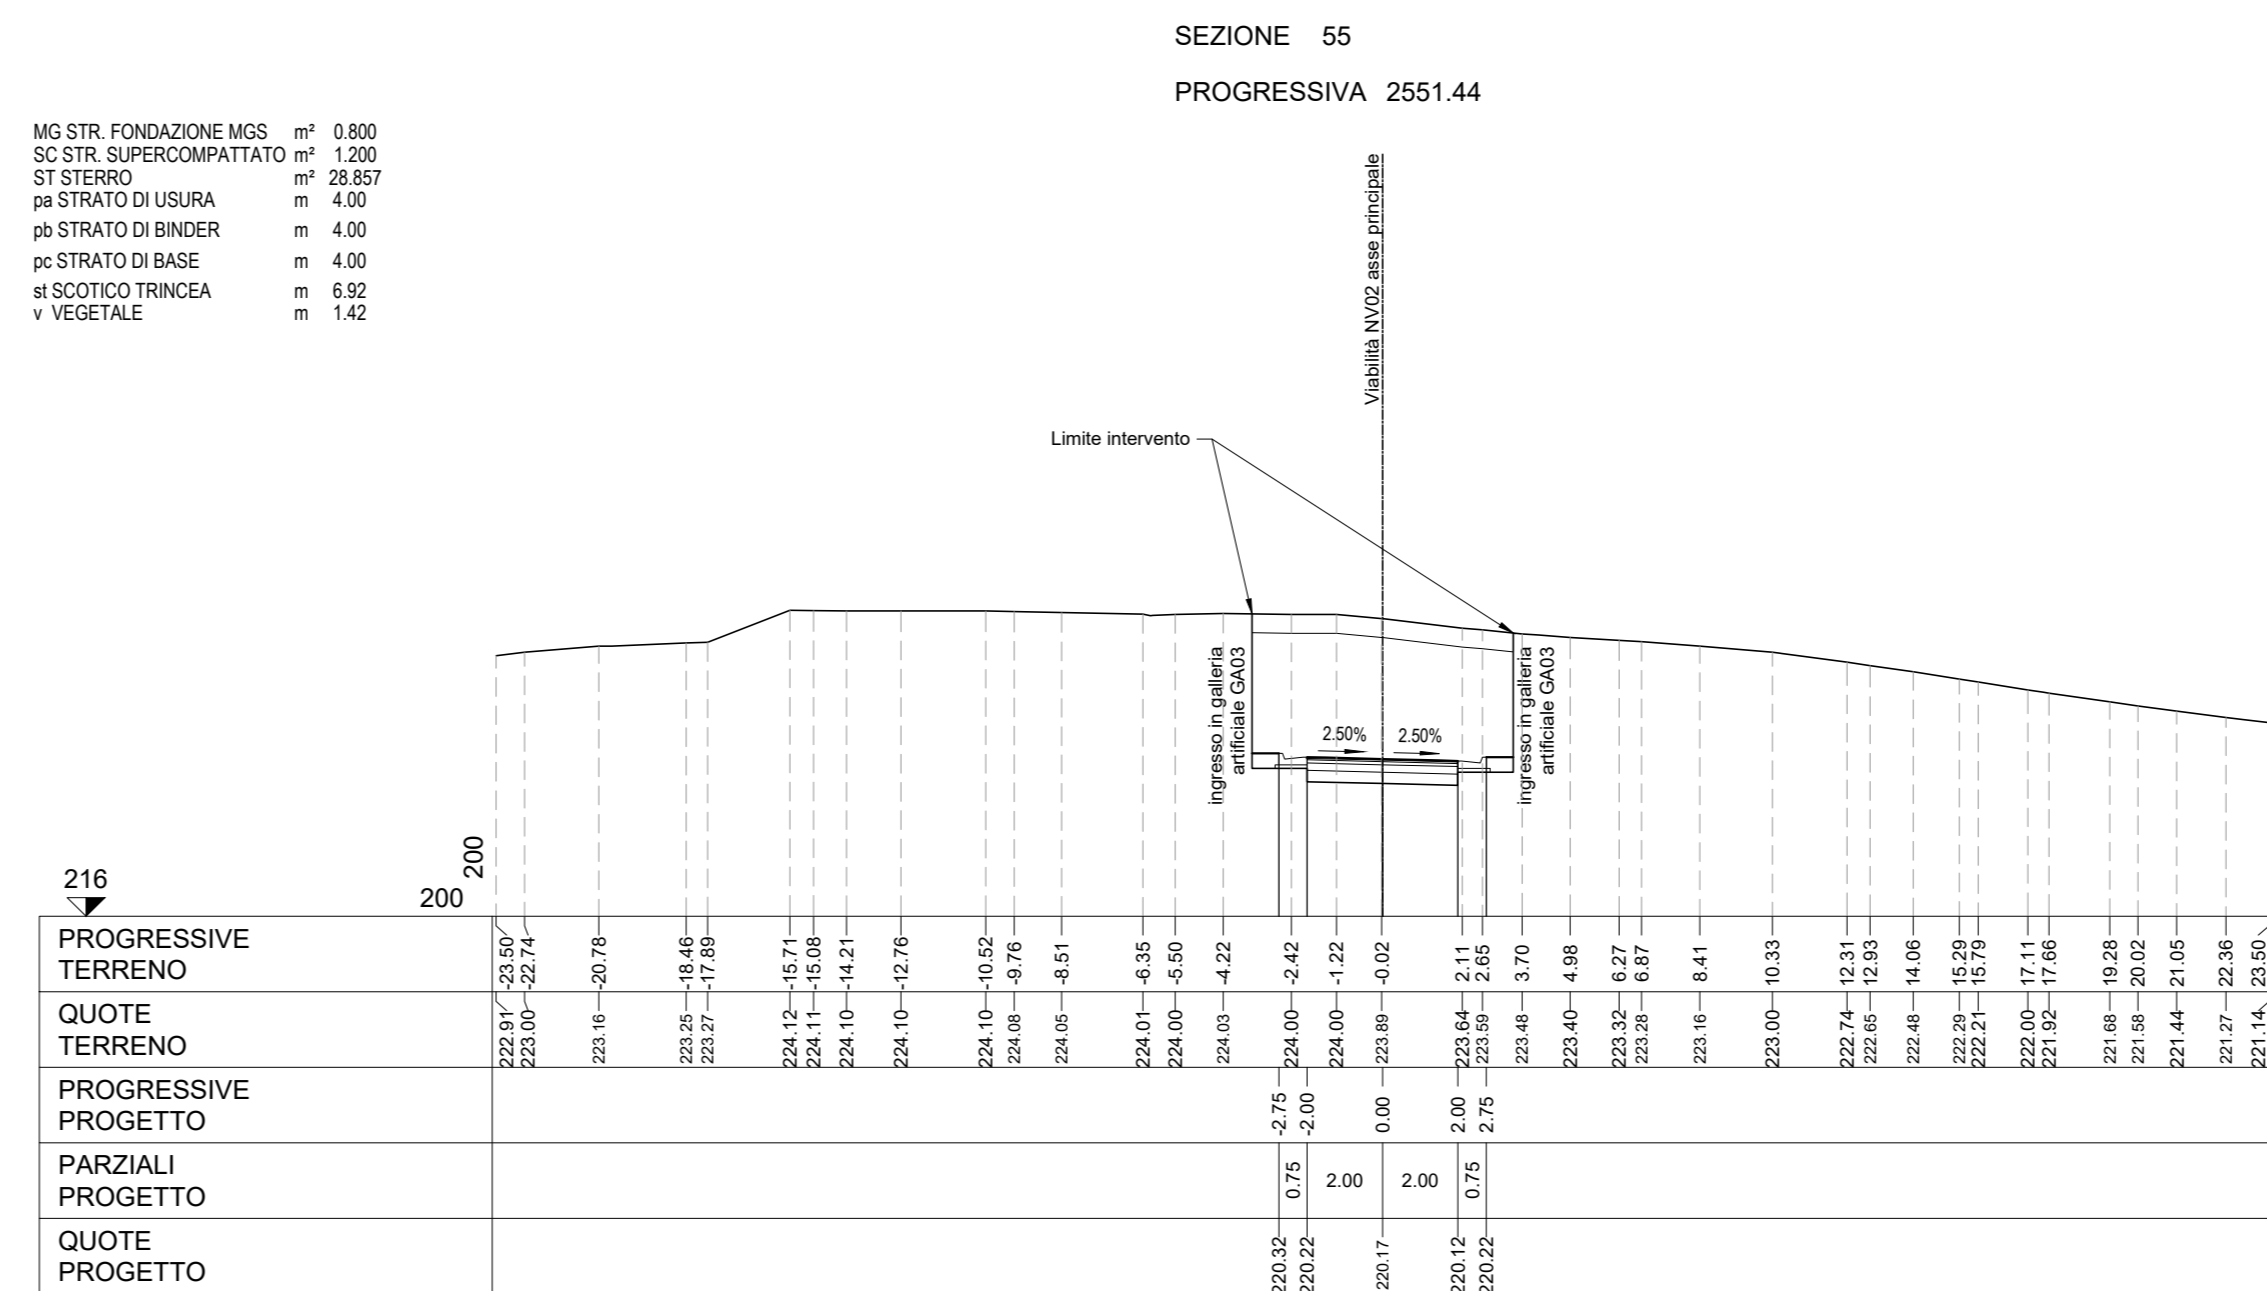 SEZIONE 55
PROGRESSIVA 2551.44
MG STR. FONDAZIONE MGS m² 0.800
SC STR. SUPERCOMPATTATO m² 1.200
ST STERRO m² 28.857
pa STRATO DI USURA m 4.00
pb STRATO DI BINDER m 4.00
pc STRATO DI BASE m 4.00
st SCOTICO TRINCEA m 6.92
v VEGETALE m 1.42
Viabilità NV02 asse principale
Limite intervento
ingresso in galleria
artificiale GA03
2.50% 2.50%
ingresso in galleria
artificiale GA03
216
200
200
PROGRESSIVE
TERRENO
-23.50 -22.74 -20.78 -18.46 -17.89 -15.71 -15.08 -14.21 -12.76 -10.52 -9.76 -8.51 -6.35 -5.50 -4.22 -2.42 -1.22 -0.02 2.11 2.65 3.70 4.98 6.27 6.87 8.41 10.33 12.31 12.93 14.06 15.29 15.79 17.11 17.66 19.28 20.02 21.05 22.36 23.50
QUOTE
TERRENO
222.91 223.00 223.16 223.25 223.27 224.12 224.11 224.10 224.10 224.10 224.08 224.05 224.01 224.00 224.03 224.00 224.00 223.89 223.64 223.59 223.48 223.40 223.32 223.28 223.16 223.00 222.74 222.65 222.48 222.29 222.21 222.00 221.92 221.68 221.58 221.44 221.27 221.14
PROGRESSIVE
PROGETTO
-2.75 -2.00 0.00 2.00 2.75
PARZIALI
PROGETTO
0.75 2.00 2.00 0.75
QUOTE
PROGETTO
220.32 220.22 220.17 220.12 220.22